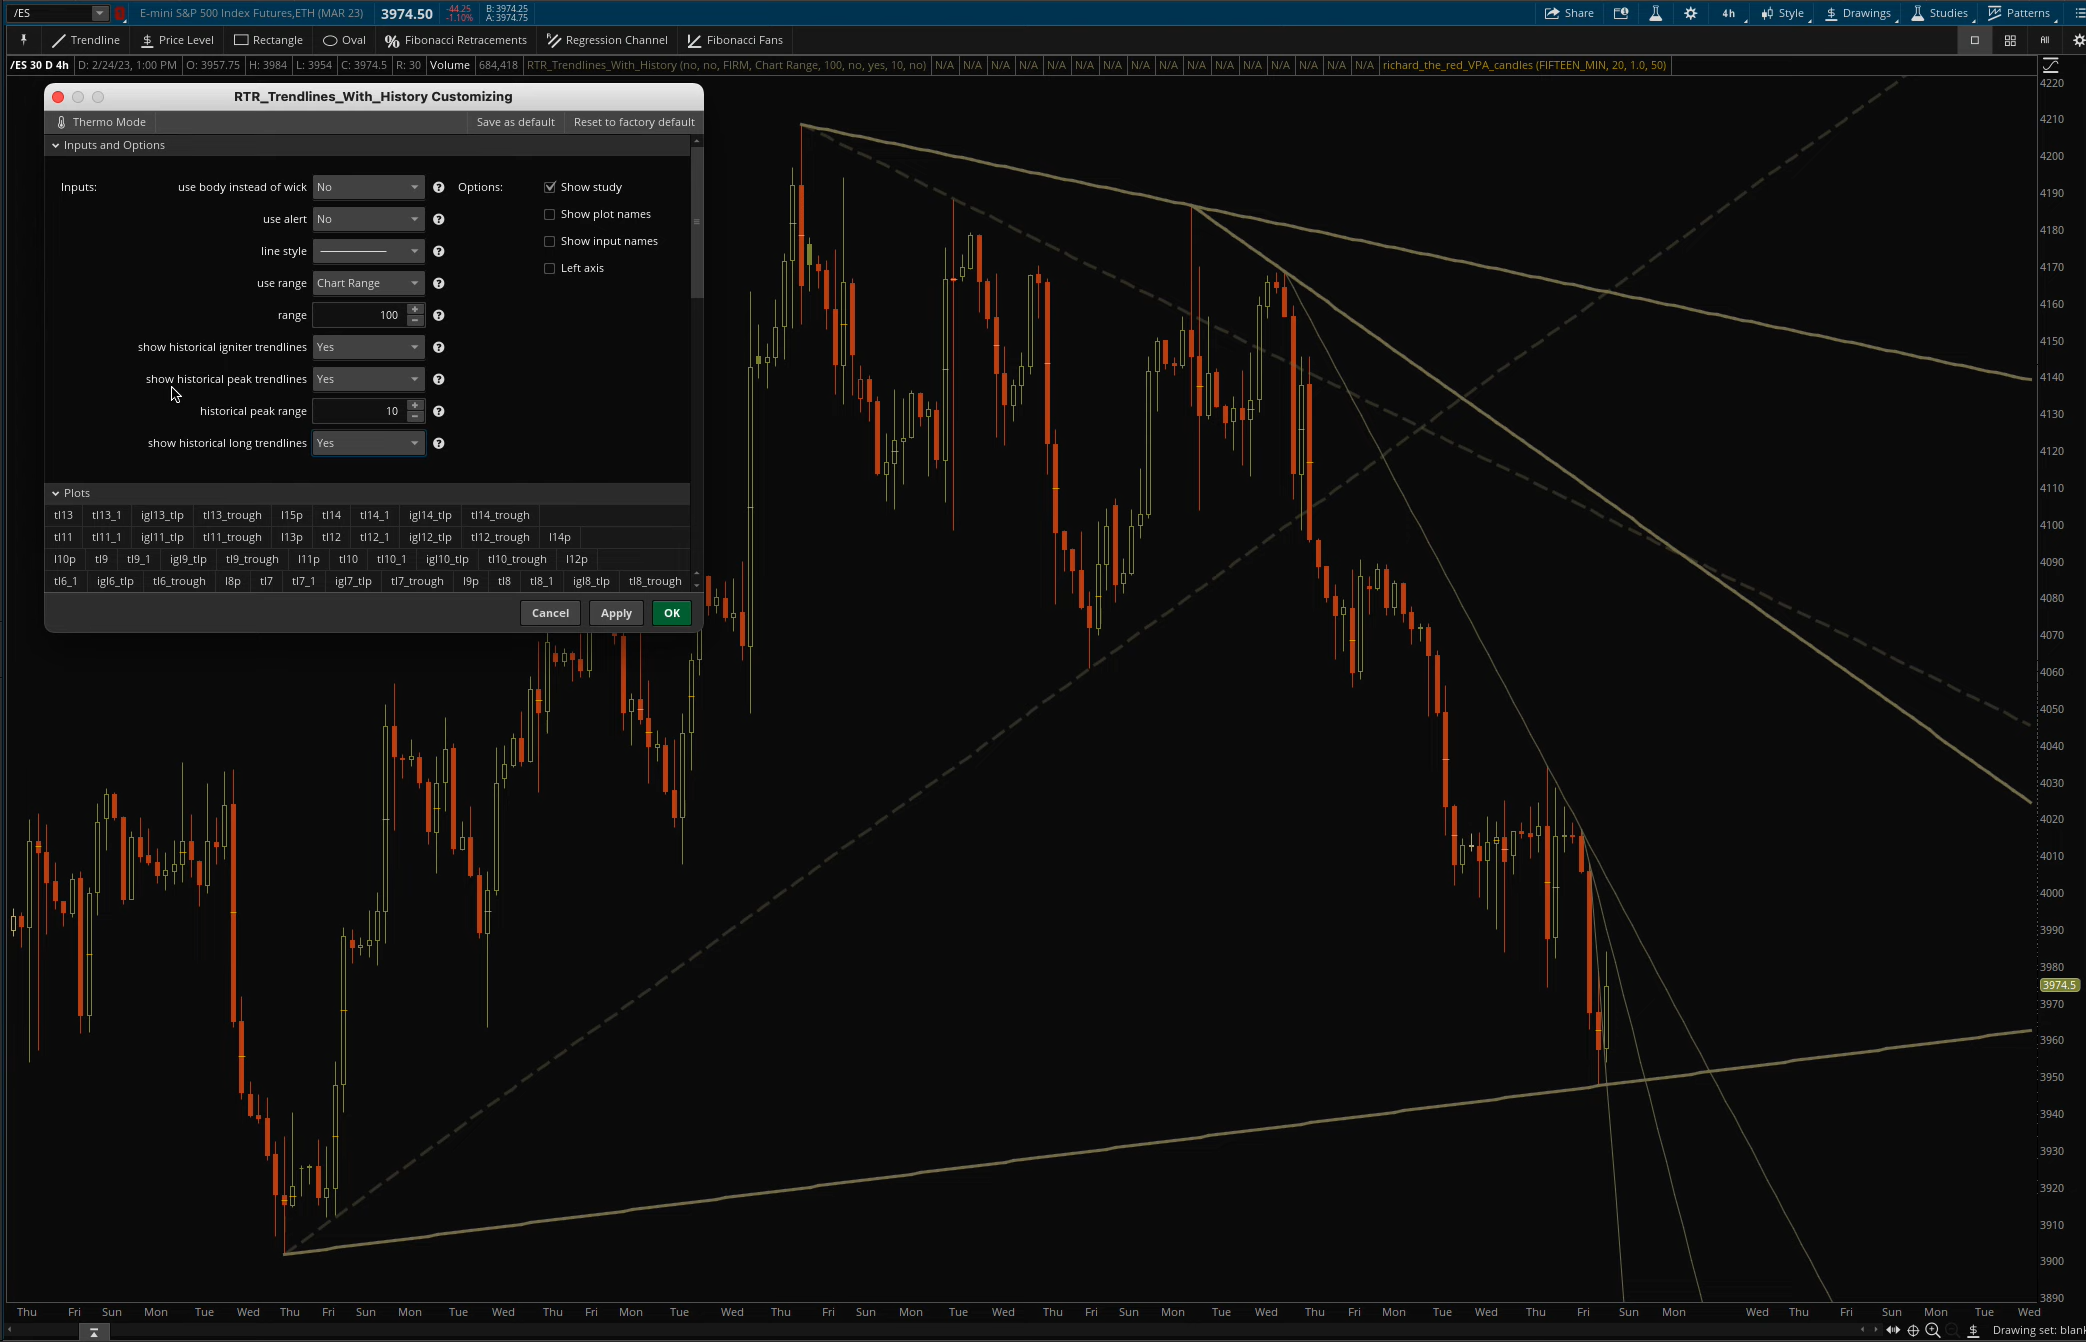 /ES E-mini S&P 500 Index Futures,ETH (MAR 23) 3974.50 -44.25 -1.10% B: 3974.25 A: 3974.75 Share 4h Style Drawings Studies Patterns
Trendline Price Level Rectangle Oval Fibonacci Retracements Regression Channel Fibonacci Fans All
/ES 30 D 4h D: 2/24/23, 1:00 PM O: 3957.75 H: 3984 L: 3954 C: 3974.5 R: 30 Volume 684,418 RTR_Trendlines_With_History (no, no, FIRM, Chart Range, 100, no, yes, 10, no) N/A N/A N/A N/A N/A N/A N/A N/A N/A N/A N/A N/A N/A N/A N/A N/A richard_the_red_VPA_candles (FIFTEEN_MIN, 20, 1.0, 50)
RTR_Trendlines_With_History Customizing
Thermo Mode Save as default Reset to factory default
Inputs and Options
Inputs: use body instead of wick No ? Options: Show study
Show plot names
use alert No ?
Show input names
line style ?
Left axis
use range Chart Range ?
range 100 ?
show historical igniter trendlines Yes ?
show historical peak trendlines Yes ?
historical peak range 10 ?
show historical long trendlines Yes ?
Plots
tl13 tl13_1 igl13_tlp tl13_trough l15p tl14 tl14_1 igl14_tlp tl14_trough
tl11 tl11_1 igl11_tlp tl11_trough l13p tl12 tl12_1 igl12_tlp tl12_trough l14p
l10p tl9 tl9_1 igl9_tlp tl9_trough l11p tl10 tl10_1 igl10_tlp tl10_trough l12p
tl6_1 igl6_tlp tl6_trough l8p tl7 tl7_1 igl7_tlp tl7_trough l9p tl8 tl8_1 igl8_tlp tl8_trough
Cancel Apply OK
4220
4210
4200
4190
4180
4170
4160
4150
4140
4130
4120
4110
4100
4090
4080
4070
4060
4050
4040
4030
4020
4010
4000
3990
3980
3974.5
3970
3960
3950
3940
3930
3920
3910
3900
3890
Thu Fri Sun Mon Tue Wed Thu Fri Sun Mon Tue Wed Thu Fri Mon Tue Wed Thu Fri Sun Mon Tue Wed Thu Fri Sun Mon Tue Wed Thu Fri Mon Tue Wed Thu Fri Sun Mon Wed Thu Fri Sun Mon Tue Wed
Drawing set: blank